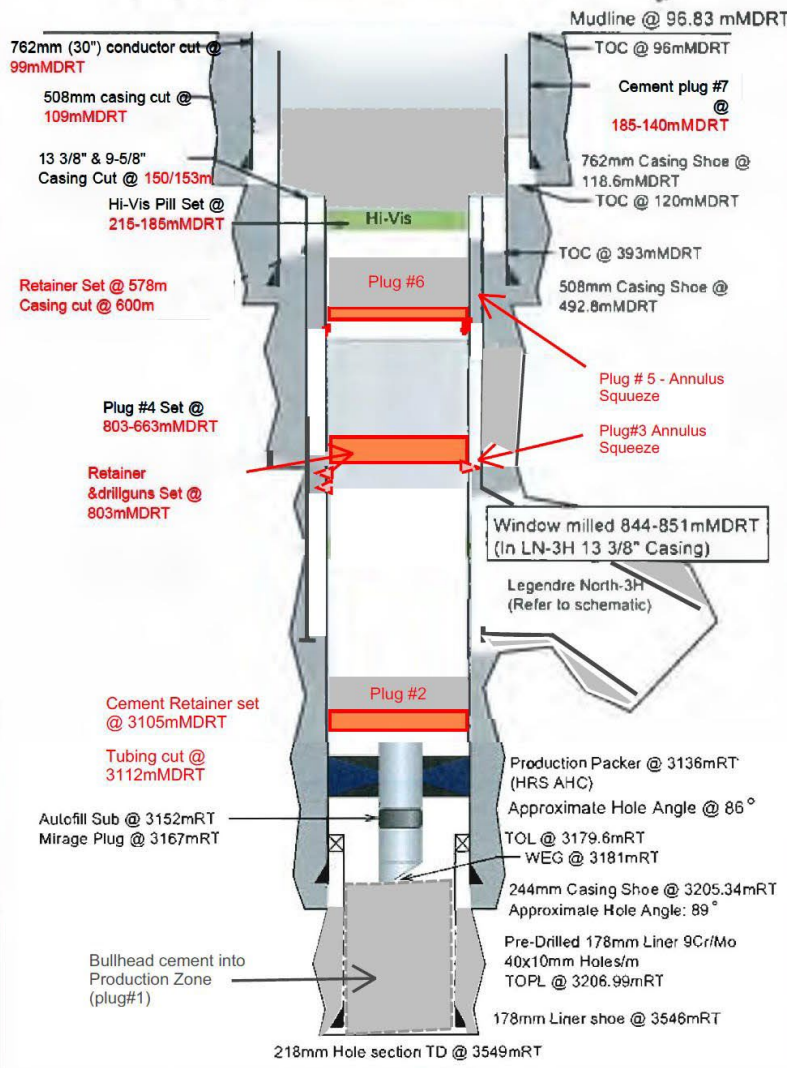 Mudline @ 96.83 mMDRT
762mm (30") conductor cut @
99mMDRT
TOC @ 96mMDRT
508mm casing cut @
109mMDRT
Cement plug #7
@
185-140mMDRT
13 3/8" & 9-5/8"
Casing Cut @ 150/153m
762mm Casing Shoe @
118.6mMDRT
TOC @ 120mMDRT
Hi-Vis Pill Set @
215-185mMDRT
Hi-Vis
TOC @ 393mMDRT
Retainer Set @ 578m
Casing cut @ 600m
Plug #6
508mm Casing Shoe @
492.8mMDRT
Plug # 5 - Annulus
Squueze
Plug #4 Set @
803-663mMDRT
Plug#3 Annulus
Squeeze
Retainer
&drillguns Set @
803mMDRT
Window milled 844-851mMDRT
(In LN-3H 13 3/8" Casing)
Legendre North-3H
(Refer to schematic)
Plug #2
Cement Retainer set
@ 3105mMDRT
Tubing cut @
3112mMDRT
Production Packer @ 3136mRT
(HRS AHC)
Approximate Hole Angle @ 86°
Autofill Sub @ 3152mRT
Mirage Plug @ 3167mRT
TOL @ 3179.6mRT
WEG @ 3181mRT
244mm Casing Shoe @ 3205.34mRT
Approximate Hole Angle: 89°
Pre-Drilled 178mm Liner 9Cr/Mo
40x10mm Holes/m
TOPL @ 3206.99mRT
Bullhead cement into
Production Zone
(plug#1)
178mm Liner shoe @ 3546mRT
218mm Hole section TD @ 3549mRT